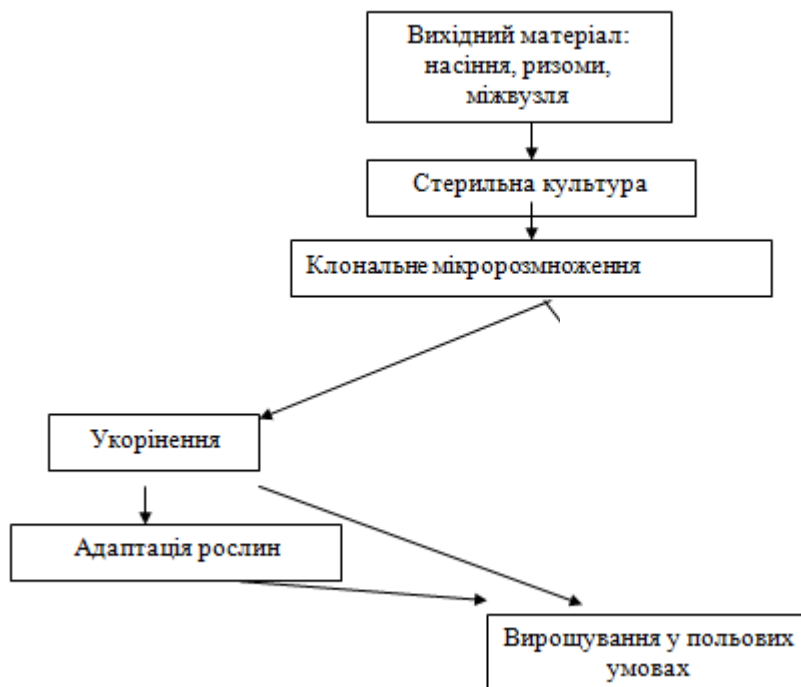 Вихідний матеріал:
насіння, ризоми,
міжвузля
Стерильна культура
Клональне мікророзмноження
Укорінення
Адаптація рослин
Вирощування у польових
умовах